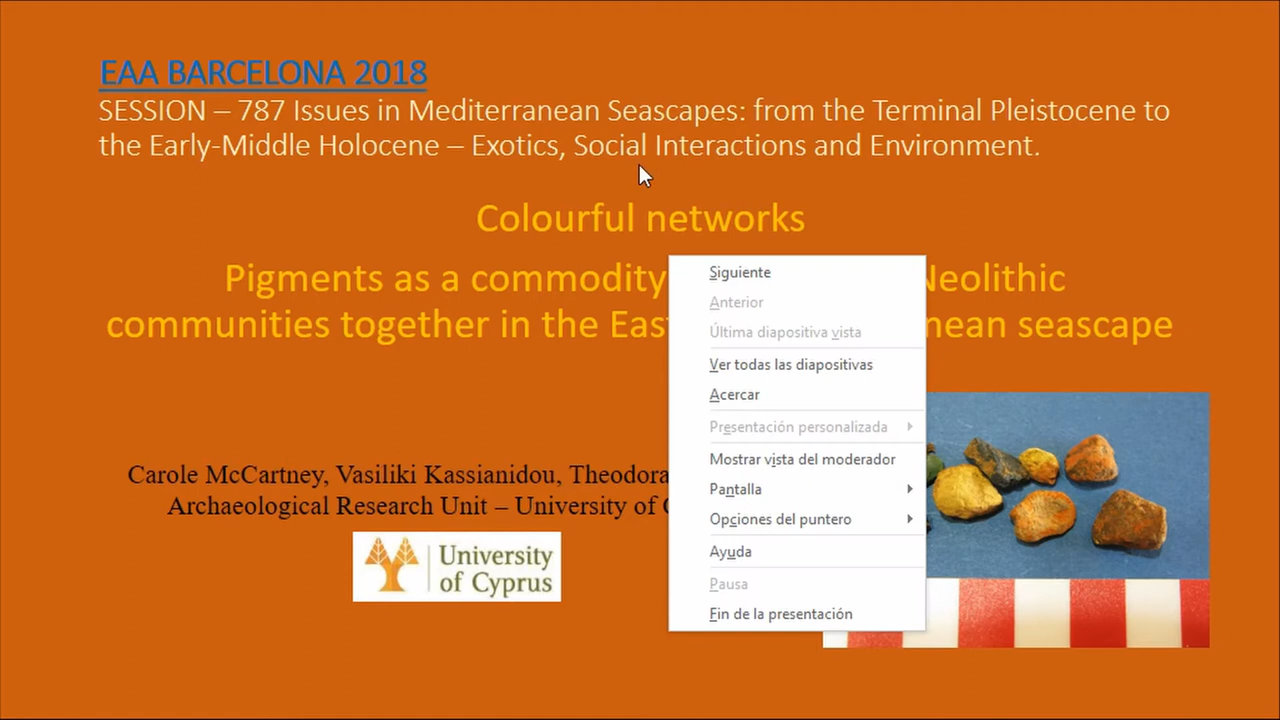 EAA BARCELONA 2018
SESSION – 787 Issues in Mediterranean Seascapes: from the Terminal Pleistocene to
the Early-Middle Holocene – Exotics, Social Interactions and Environment.
Colourful networks
Pigments as a commodity Neolithic
communities together in the seascape
Carole McCartney, Vasiliki Kassianidou, Theodora
Archaeological Research Unit – University of
University
of Cyprus
Siguiente
Anterior
Última diapositiva vista
Ver todas las diapositivas
Acercar
Presentación personalizada
Mostrar vista del moderador
Pantalla
Opciones del puntero
Ayuda
Pausa
Fin de la presentación